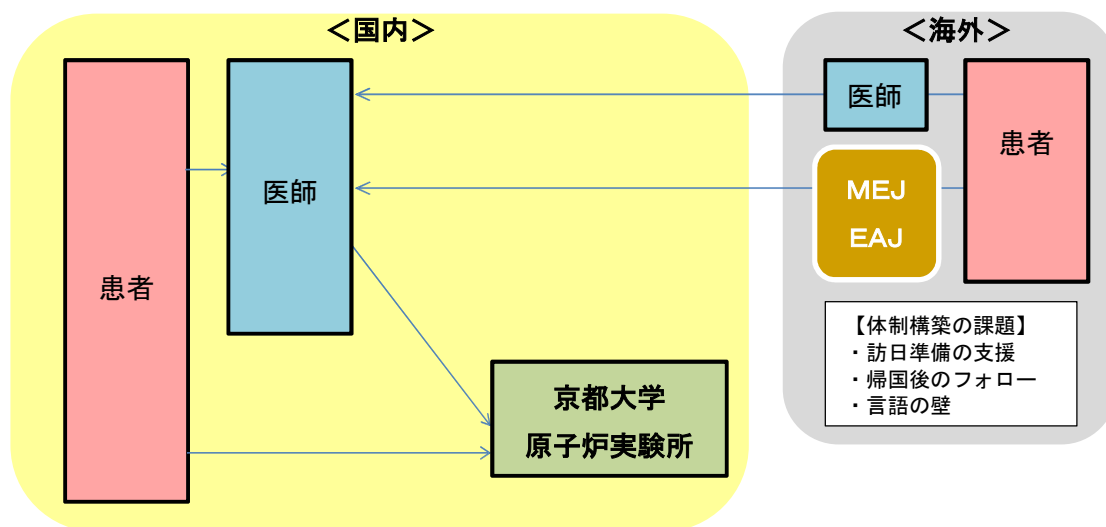 ＜国内＞
患者
医師
京都大学
原子炉実験所
＜海外＞
医師
患者
ＭＥＪ
ＥＡＪ
【体制構築の課題】
・訪日準備の支援
・帰国後のフォロー
・言語の壁